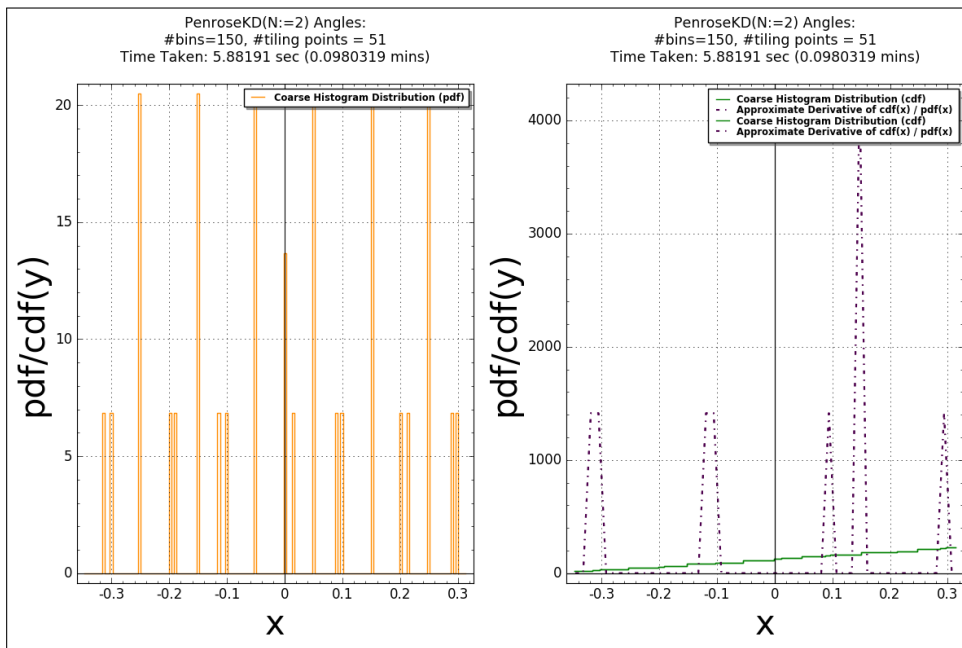 PenroseKD(N:=2) Angles:
#bins=150, #tiling points = 51
Time Taken: 5.88191 sec (0.0980319 mins)
Coarse Histogram Distribution (pdf)
20
15
10
5
0
pdf/cdf(y)
-0.3 -0.2 -0.1 0 0.1 0.2 0.3
x
PenroseKD(N:=2) Angles:
#bins=150, #tiling points = 51
Time Taken: 5.88191 sec (0.0980319 mins)
Coarse Histogram Distribution (cdf)
Approximate Derivative of cdf(x) / pdf(x)
Coarse Histogram Distribution (cdf)
Approximate Derivative of cdf(x) / pdf(x)
4000
3000
2000
1000
0
pdf/cdf(y)
-0.3 -0.2 -0.1 0 0.1 0.2 0.3
x